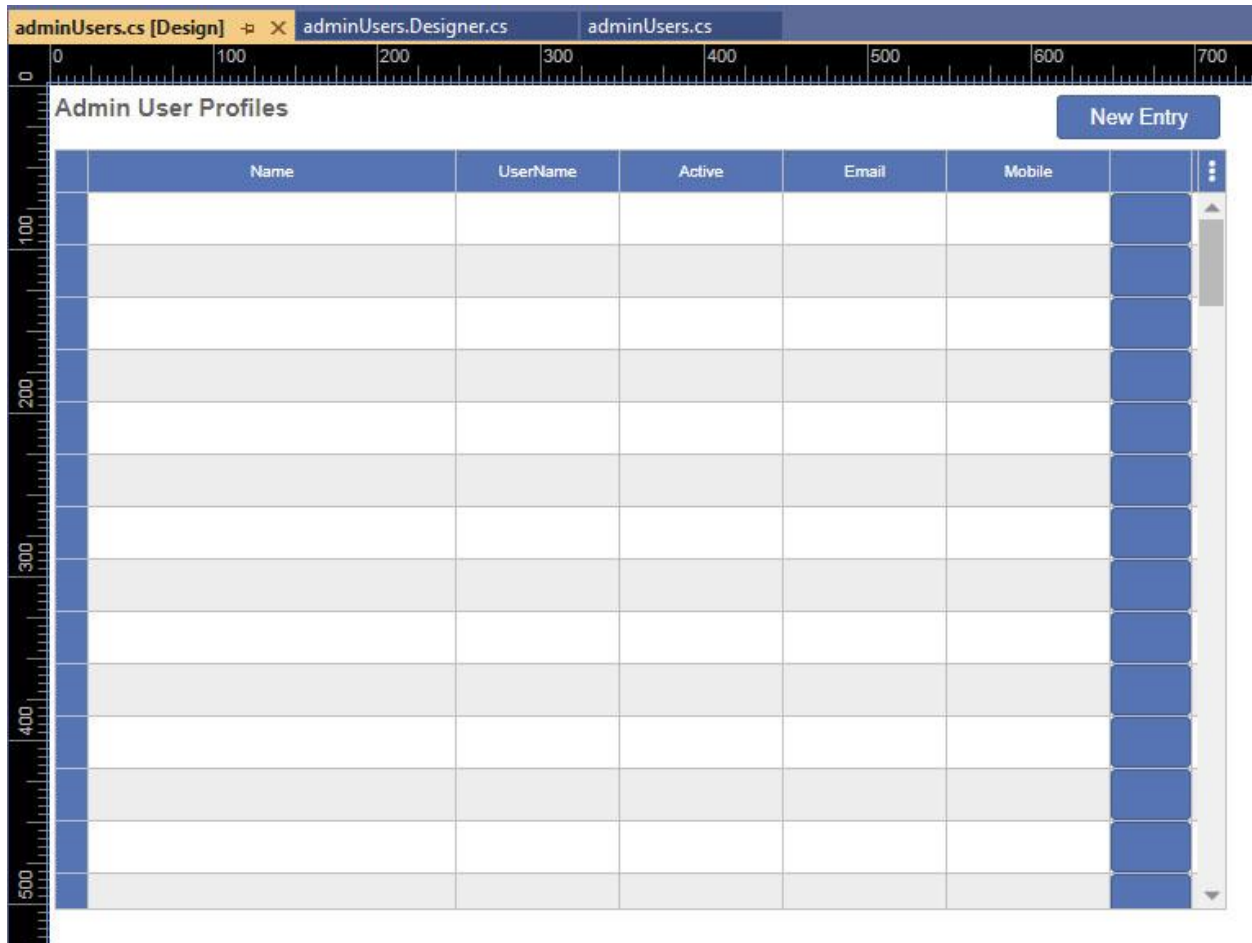 adminUsers.cs [Design] adminUsers.Designer.cs adminUsers.cs
0 100 200 300 400 500 600 700
0
Admin User Profiles New Entry
Name UserName Active Email Mobile
100
200
300
400
500